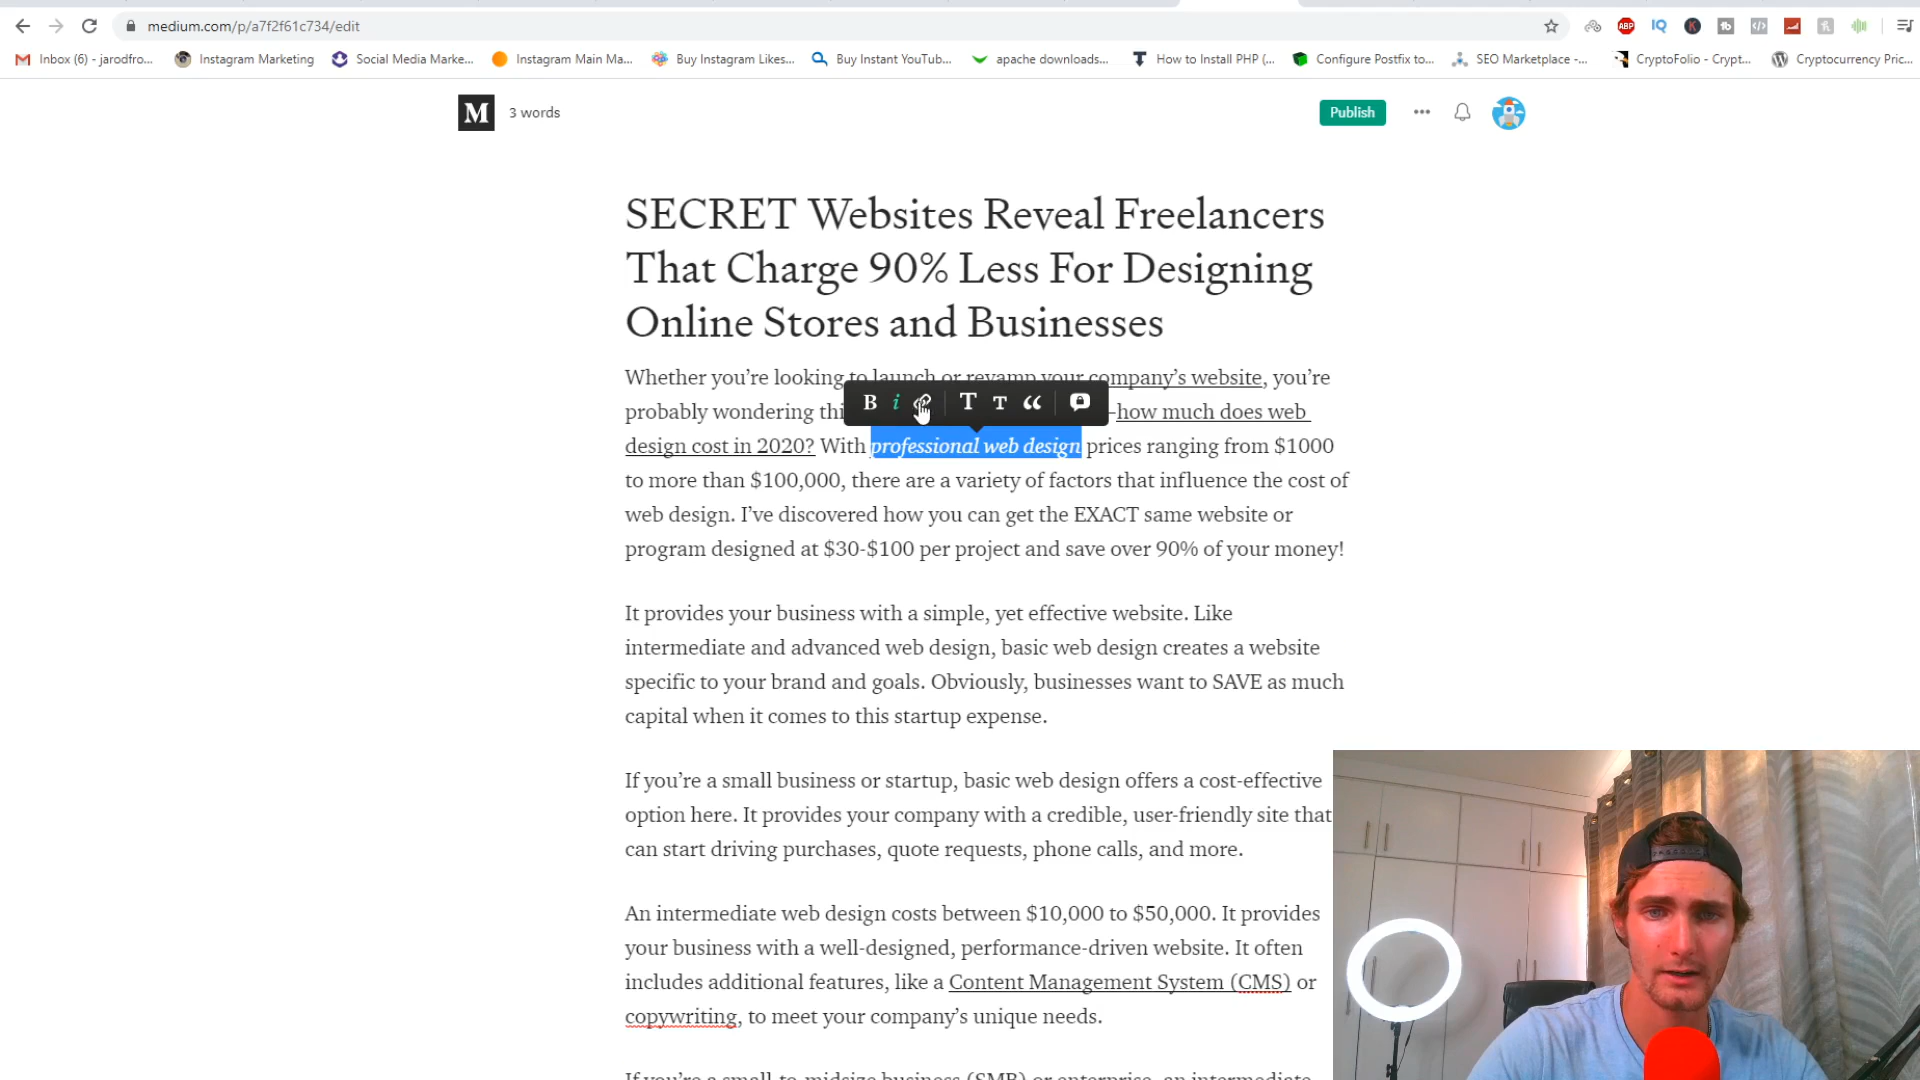 medium.com/p/a7f2f61c734/edit
Inbox (6) - jarodfro... Instagram Marketing Social Media Marke... Instagram Main Ma... Buy Instagram Likes... Buy Instant YouTub... apache downloads... How to Install PHP (... Configure Postfix to... SEO Marketplace -... CryptoFolio - Crypt... Cryptocurrency Pric...
M 3 words Publish
SECRET Websites Reveal Freelancers
That Charge 90% Less For Designing
Online Stores and Businesses
Whether you’re looking to launch or revamp your company’s website, you’re
probably wondering thi –how much does web
B i T T
design cost in 2020? With professional web design prices ranging from $1000
to more than $100,000, there are a variety of factors that influence the cost of
web design. I’ve discovered how you can get the EXACT same website or
program designed at $30-$100 per project and save over 90% of your money!
It provides your business with a simple, yet effective website. Like
intermediate and advanced web design, basic web design creates a website
specific to your brand and goals. Obviously, businesses want to SAVE as much
capital when it comes to this startup expense.
If you’re a small business or startup, basic web design offers a cost-effective
option here. It provides your company with a credible, user-friendly site that
can start driving purchases, quote requests, phone calls, and more.
An intermediate web design costs between $10,000 to $50,000. It provides
your business with a well-designed, performance-driven website. It often
includes additional features, like a Content Management System (CMS) or
copywriting, to meet your company’s unique needs.
If you’re a small-to-midsize business (SMB) or enterprise, an intermediate